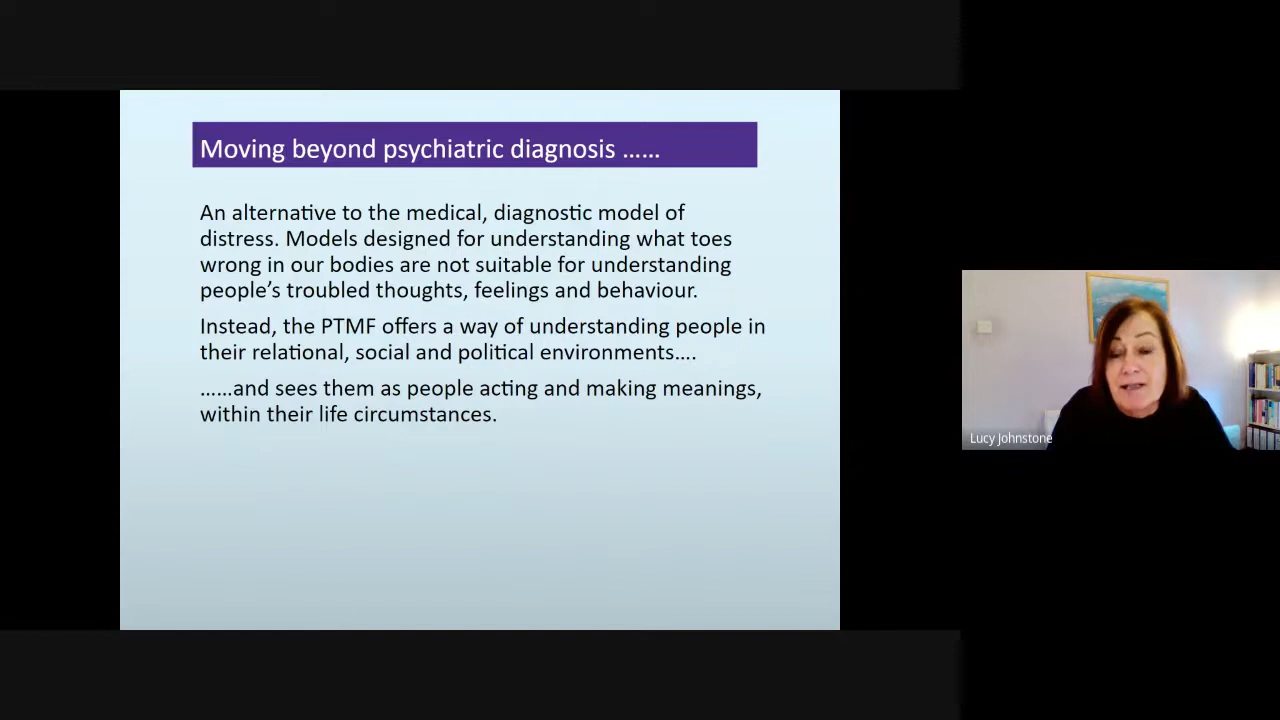 Moving beyond psychiatric diagnosis ……
An alternative to the medical, diagnostic model of
distress. Models designed for understanding what toes
wrong in our bodies are not suitable for understanding
people’s troubled thoughts, feelings and behaviour.
Instead, the PTMF offers a way of understanding people in
their relational, social and political environments….
……and sees them as people acting and making meanings,
within their life circumstances.
Lucy Johnstone